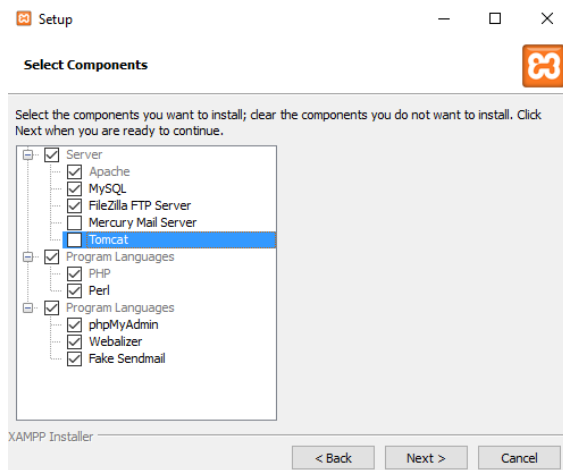 Setup
Select Components
Select the components you want to install; clear the components you do not want to install. Click
Next when you are ready to continue.
Server
Apache
MySQL
FileZilla FTP Server
Mercury Mail Server
Tomcat
Program Languages
PHP
Perl
Program Languages
phpMyAdmin
Webalizer
Fake Sendmail
XAMPP Installer
< Back Next > Cancel